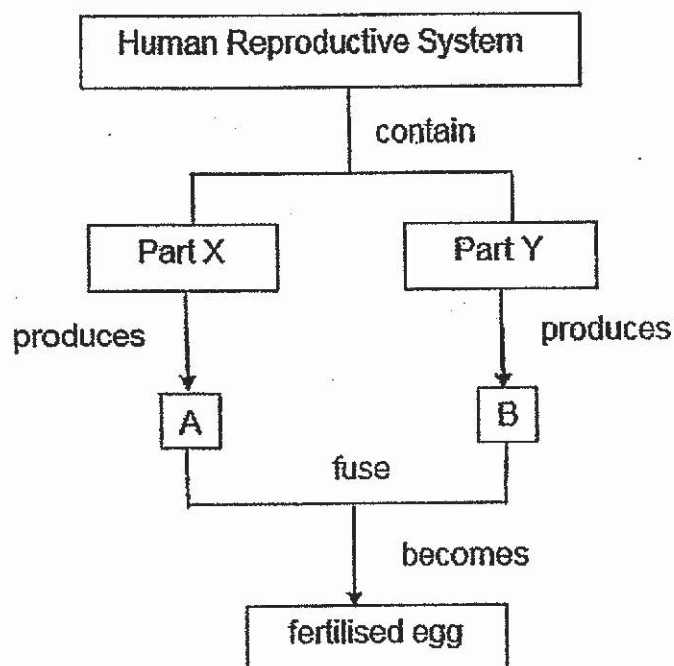 Human Reproductive System
contain
Part X
Part Y
produces
produces
A
B
fuse
becomes
fertilised egg